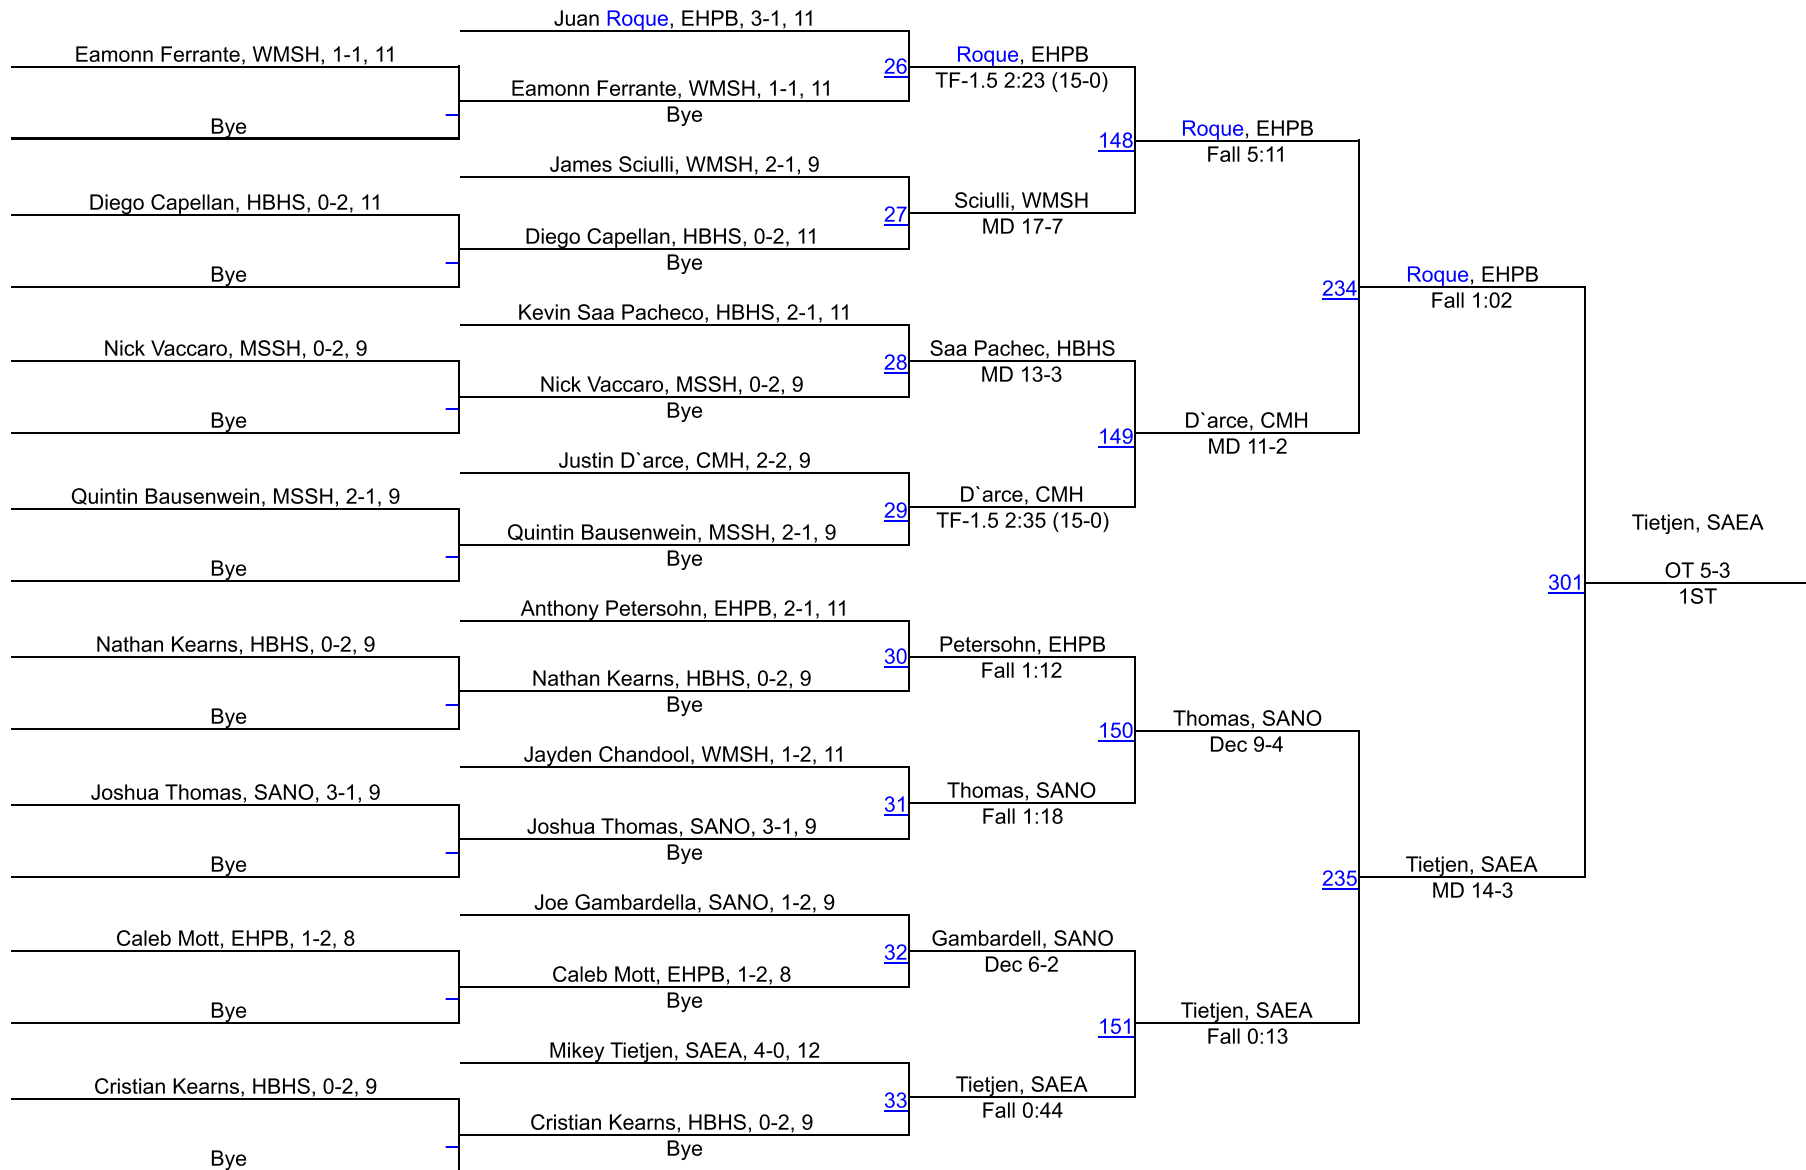 Juan Roque, EHPB, 3-1, 11
Eamonn Ferrante, WMSH, 1-1, 11
26
Roque, EHPB
TF-1.5 2:23 (15-0)
Eamonn Ferrante, WMSH, 1-1, 11
Bye
Bye
148
Roque, EHPB
Fall 5:11
James Sciulli, WMSH, 2-1, 9
Diego Capellan, HBHS, 0-2, 11
27
Sciulli, WMSH
MD 17-7
Diego Capellan, HBHS, 0-2, 11
Bye
Bye
234
Roque, EHPB
Fall 1:02
Kevin Saa Pacheco, HBHS, 2-1, 11
Nick Vaccaro, MSSH, 0-2, 9
28
Saa Pachec, HBHS
MD 13-3
Nick Vaccaro, MSSH, 0-2, 9
Bye
Bye
149
D`arce, CMH
MD 11-2
Justin D`arce, CMH, 2-2, 9
Quintin Bausenwein, MSSH, 2-1, 9
29
D`arce, CMH
TF-1.5 2:35 (15-0)
Quintin Bausenwein, MSSH, 2-1, 9
Bye
Bye
301
Tietjen, SAEA
OT 5-3
1ST
Anthony Petersohn, EHPB, 2-1, 11
Nathan Kearns, HBHS, 0-2, 9
30
Petersohn, EHPB
Fall 1:12
Nathan Kearns, HBHS, 0-2, 9
Bye
Bye
150
Thomas, SANO
Dec 9-4
Jayden Chandool, WMSH, 1-2, 11
Joshua Thomas, SANO, 3-1, 9
31
Thomas, SANO
Fall 1:18
Joshua Thomas, SANO, 3-1, 9
Bye
Bye
235
Tietjen, SAEA
MD 14-3
Joe Gambardella, SANO, 1-2, 9
Caleb Mott, EHPB, 1-2, 8
32
Gambardell, SANO
Dec 6-2
Caleb Mott, EHPB, 1-2, 8
Bye
Bye
151
Tietjen, SAEA
Fall 0:13
Mikey Tietjen, SAEA, 4-0, 12
Cristian Kearns, HBHS, 0-2, 9
33
Tietjen, SAEA
Fall 0:44
Cristian Kearns, HBHS, 0-2, 9
Bye
Bye